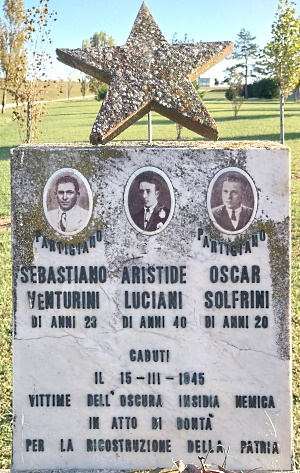 PARTIGIANO PARTIGIANO
SEBASTIANO ARISTIDE OSCAR
VENTURINI LUCIANI SOLFRINI
DI ANNI 23 DI ANNI 40 DI ANNI 20
CADUTI
IL 15-III-1945
VITTIME DELL'OSCURA INSIDIA NEMICA
IN ATTO DI BONTÀ
PER LA RICOSTRUZIONE DELLA PATRIA